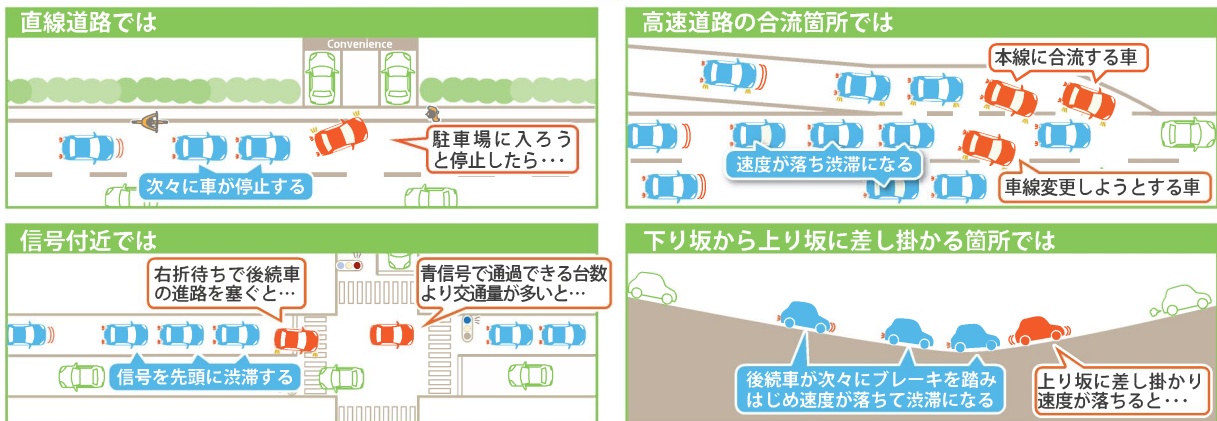 直線道路では
Convenience
駐車場に入ろう
と停止したら･･･
次々に車が停止する
高速道路の合流箇所では
本線に合流する車
速度が落ち渋滞になる
車線変更しようとする車
信号付近では
右折待ちで後続車
の進路を塞ぐと…
青信号で通過できる台数
より交通量が多いと…
信号を先頭に渋滞する
下り坂から上り坂に差し掛かる箇所では
後続車が次々にブレーキを踏み
はじめ速度が落ちて渋滞になる
上り坂に差し掛かり
速度が落ちると･･･